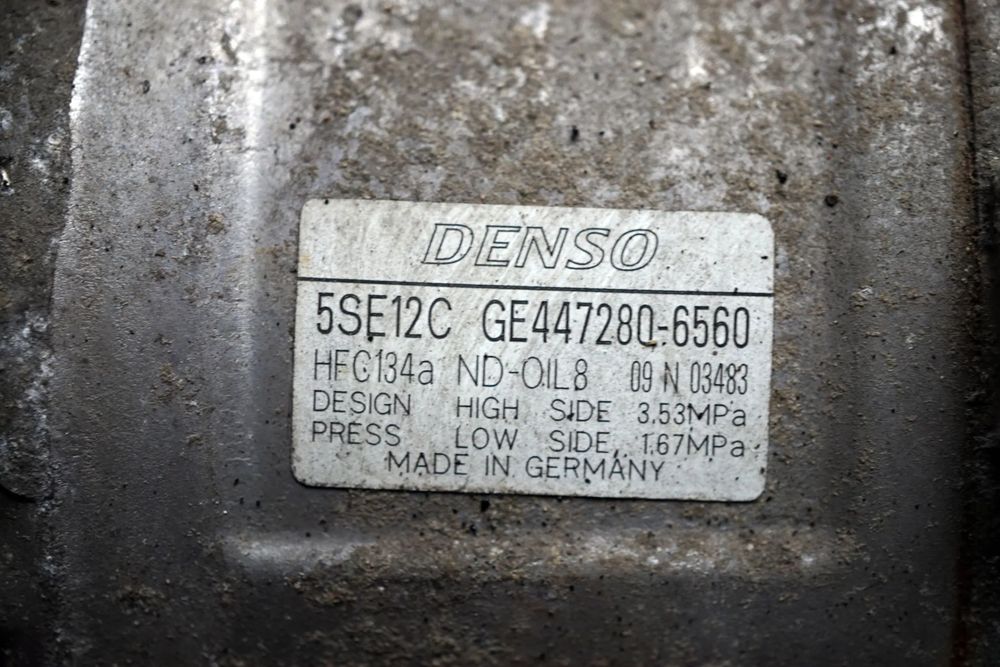 DENSO
5SE12C GE447280-6560
HFC134a ND-OIL8 09 N 03483
DESIGN HIGH SIDE 3.53MPa
PRESS LOW SIDE 1.67MPa
MADE IN GERMANY